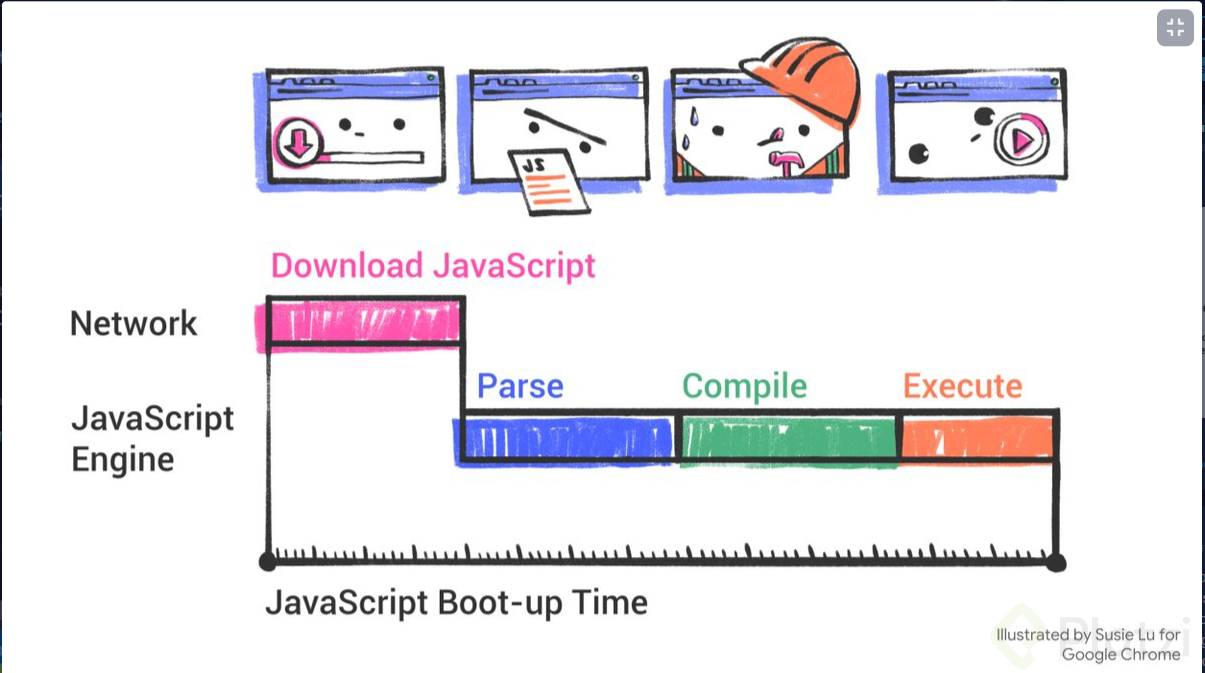 JS
Download JavaScript
Network
Parse
Compile
Execute
JavaScript
Engine
JavaScript Boot-up Time
Platzi
Illustrated by Susie Lu for
Google Chrome